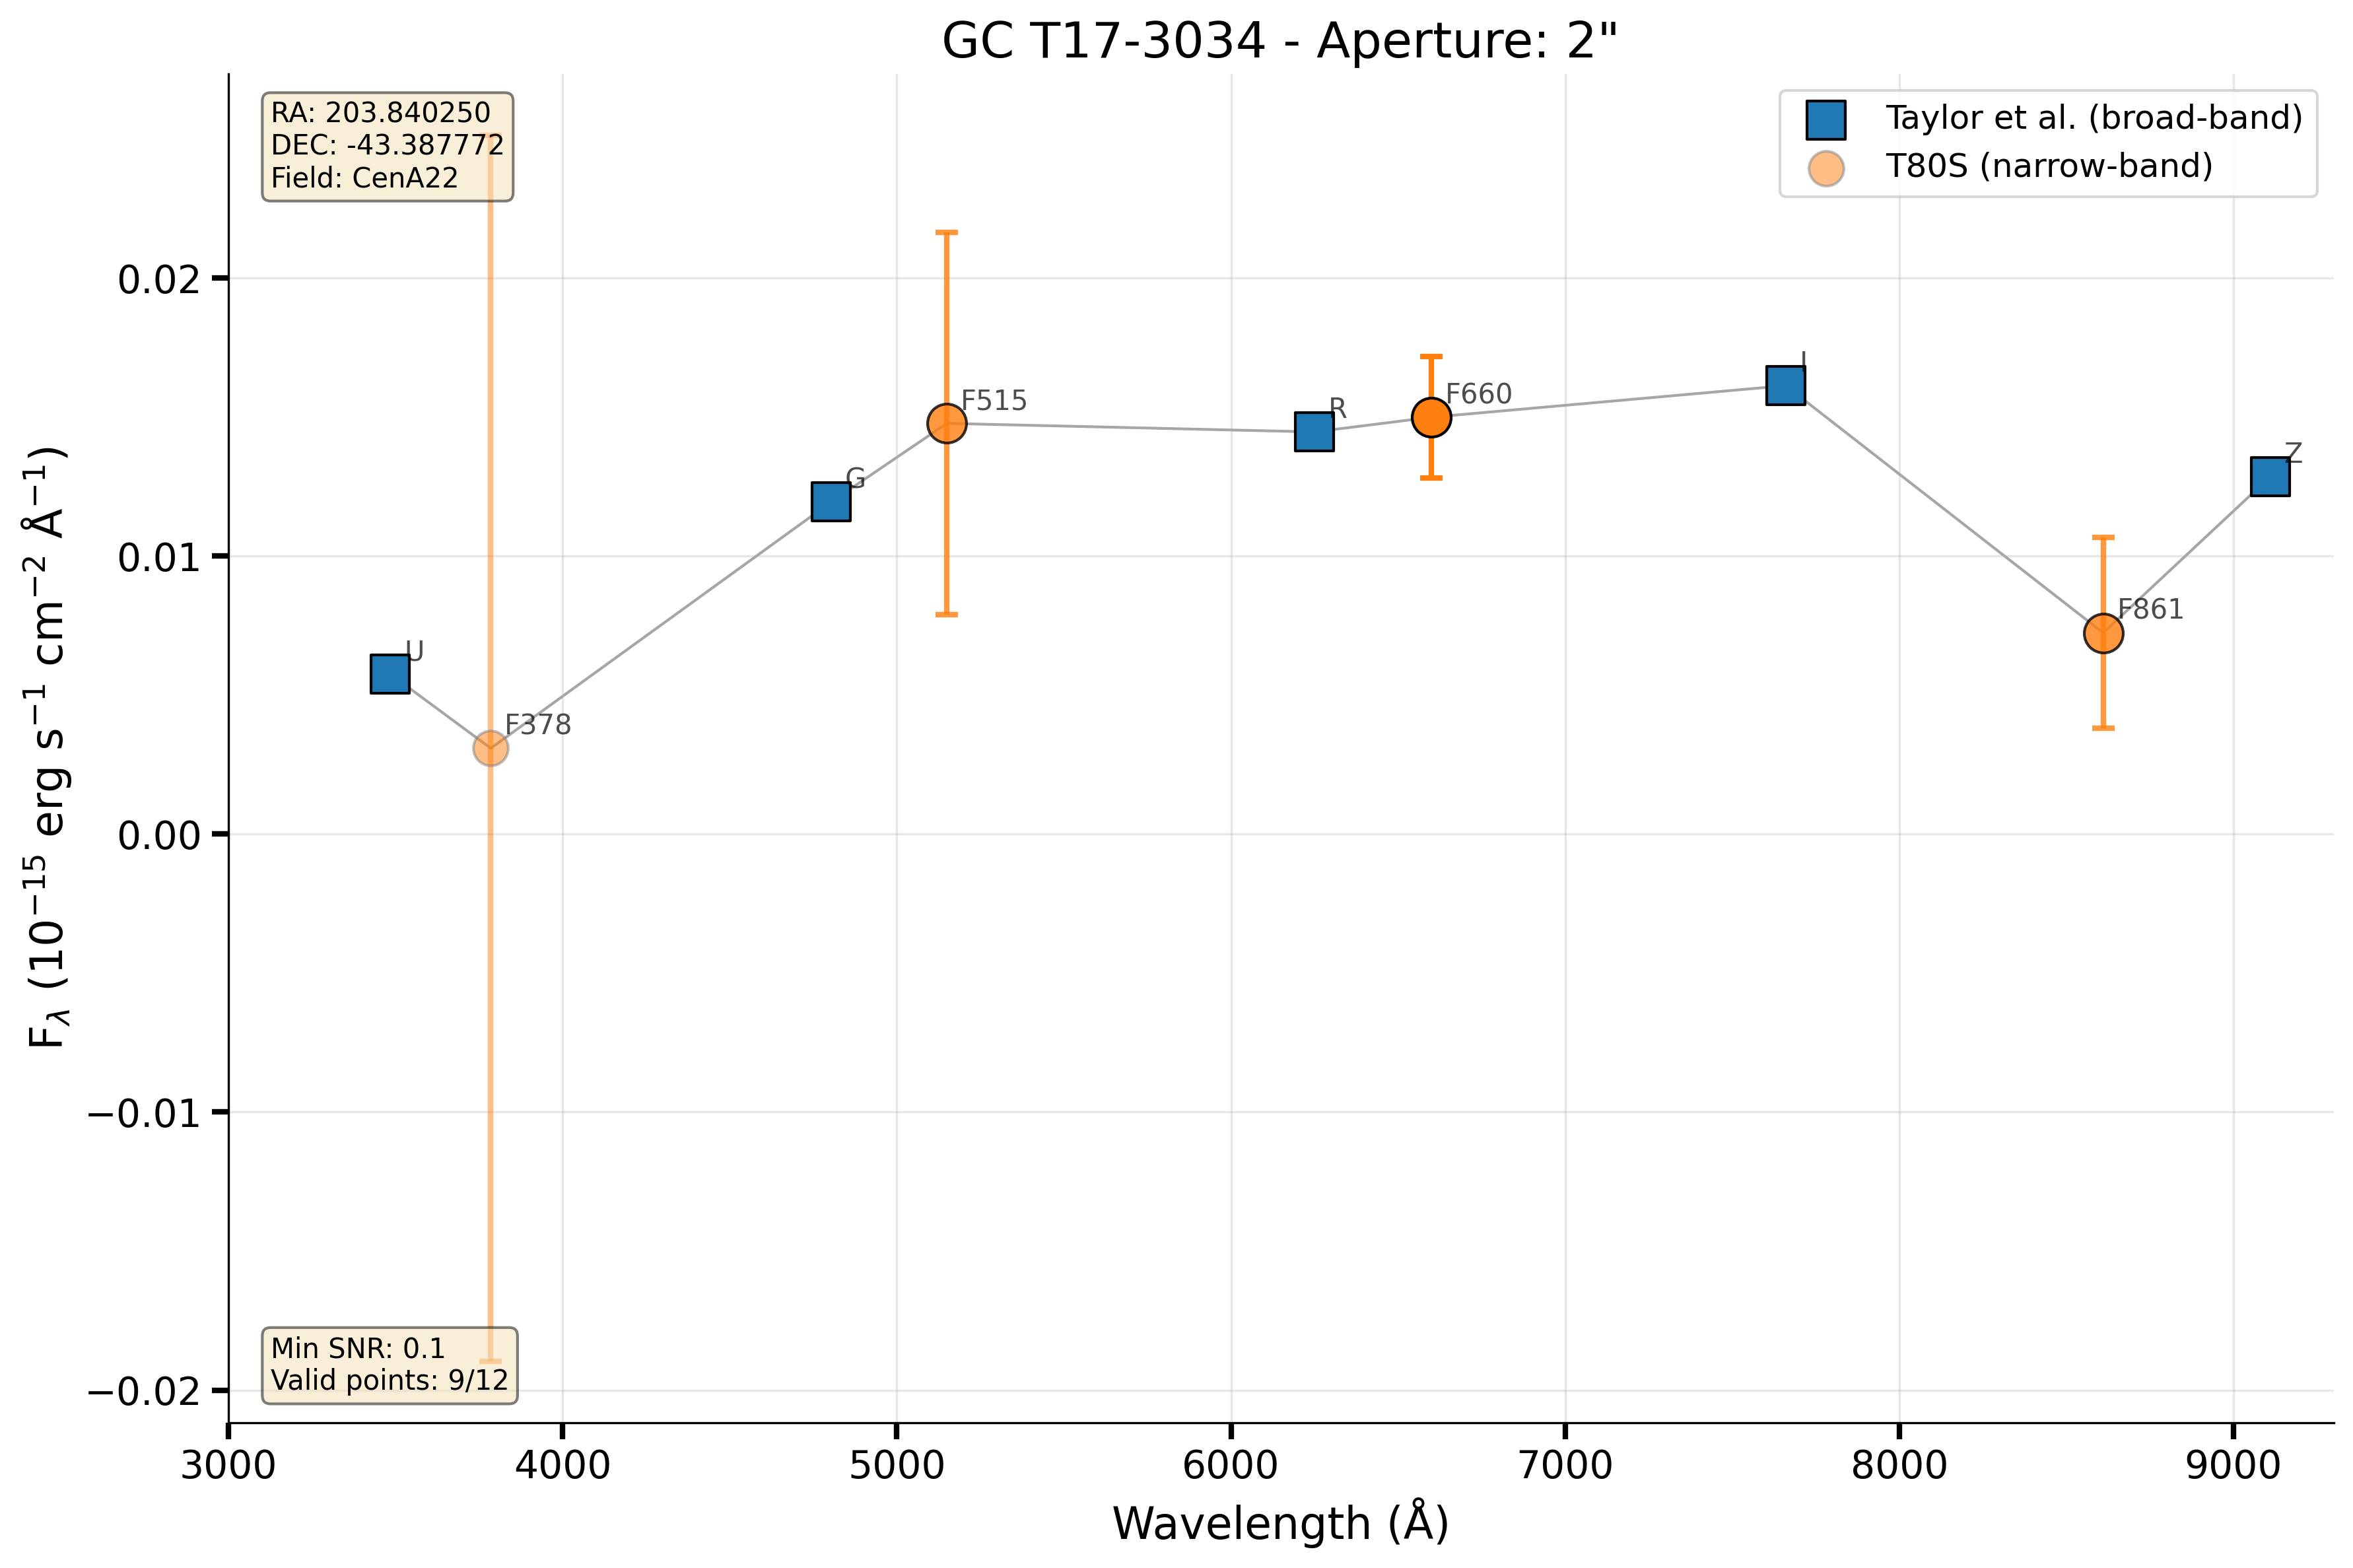 GC T17-3034 - Aperture: 2"
RA: 203.840250
DEC: -43.387772
Field: CenA22
Taylor et al. (broad-band)
T80S (narrow-band)
0.02
0.01
0.00
−0.01
−0.02
F_λ (10⁻¹⁵ erg s⁻¹ cm⁻² Å⁻¹)
U
F378
G
F515
R
F660
I
F861
Z
Min SNR: 0.1
Valid points: 9/12
3000
4000
5000
6000
7000
8000
9000
Wavelength (Å)